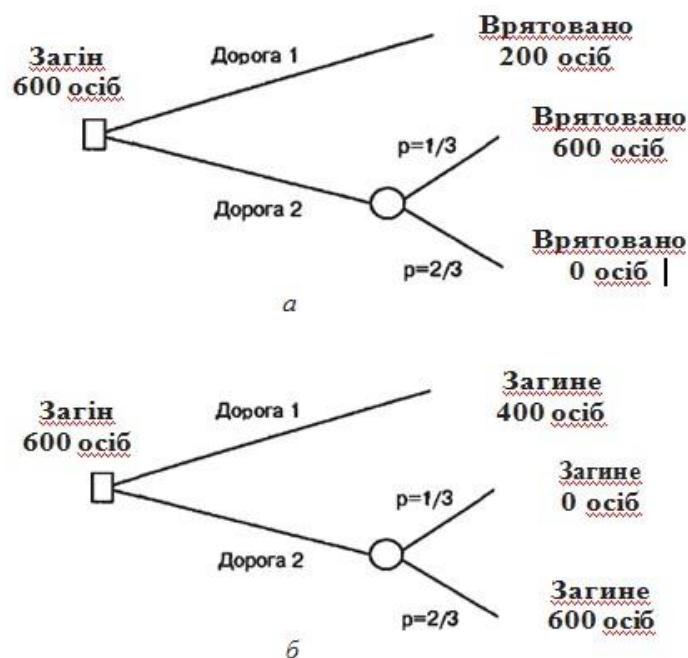 Загін
600 осіб
Дорога 1
Врятовано
200 осіб
p=1/3
Врятовано
600 осіб
Дорога 2
p=2/3
Врятовано
0 осіб
а
Загін
600 осіб
Дорога 1
Загине
400 осіб
p=1/3
Загине
0 осіб
Дорога 2
p=2/3
Загине
600 осіб
б